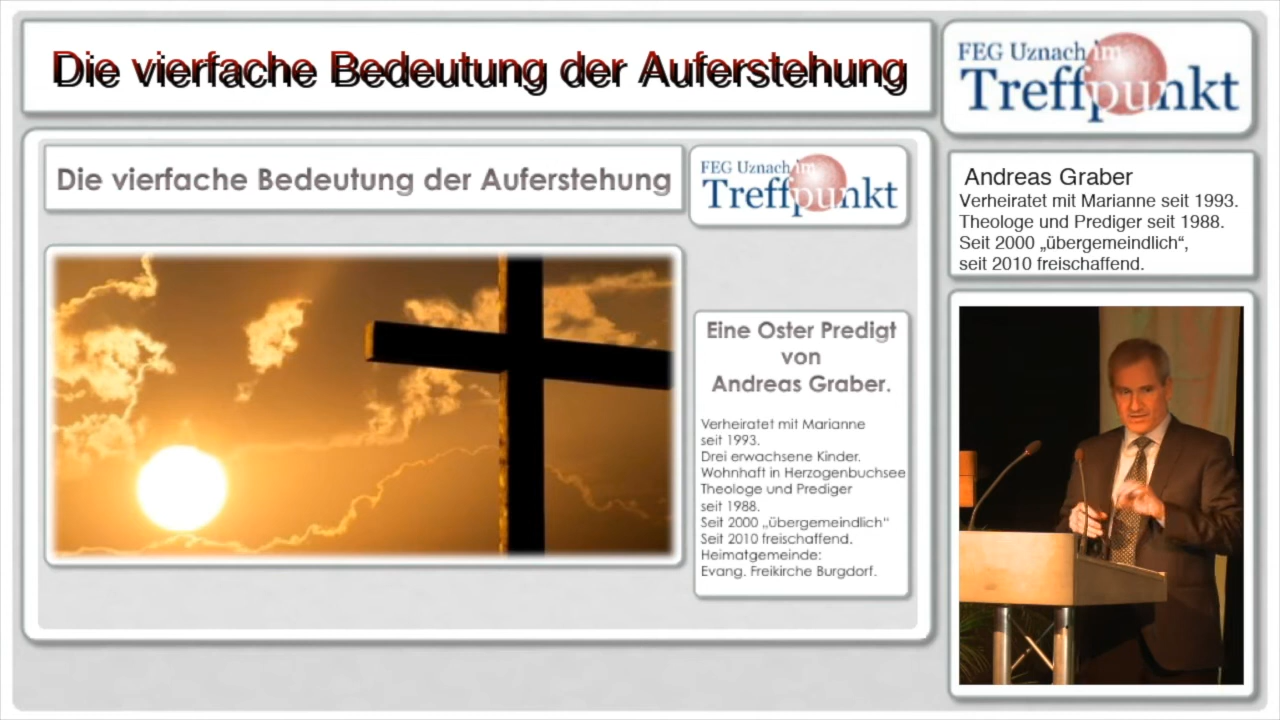 Die vierfache Bedeutung der Auferstehung
FEG Uznach im
Treffpunkt
Die vierfache Bedeutung der Auferstehung
FEG Uznach im
Treffpunkt
Eine Oster Predigt
von
Andreas Graber.
Verheiratet mit Marianne
seit 1993.
Drei erwachsene Kinder.
Wohnhaft in Herzogenbuchsee
Theologe und Prediger
seit 1988.
Seit 2000 „übergemeindlich“
Seit 2010 freischaffend.
Heimatgemeinde:
Evang. Freikirche Burgdorf.
Andreas Graber
Verheiratet mit Marianne seit 1993.
Theologe und Prediger seit 1988.
Seit 2000 „übergemeindlich“,
seit 2010 freischaffend.